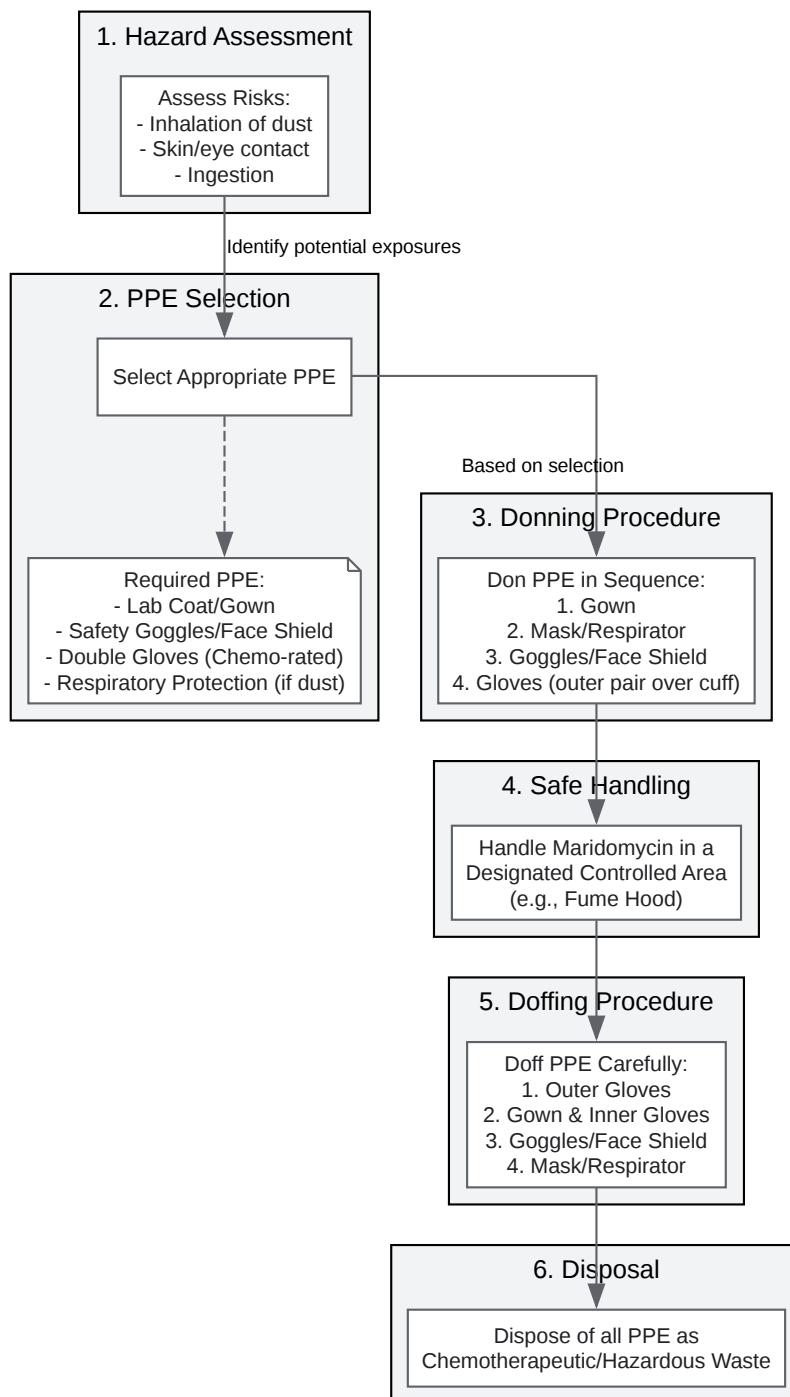 1. Hazard Assessment
Assess Risks:
- Inhalation of dust
- Skin/eye contact
- Ingestion
Identify potential exposures
2. PPE Selection
Select Appropriate PPE
Required PPE:
- Lab Coat/Gown
- Safety Goggles/Face Shield
- Double Gloves (Chemo-rated)
- Respiratory Protection (if dust)
Based on selection
3. Donning Procedure
Don PPE in Sequence:
1. Gown
2. Mask/Respirator
3. Goggles/Face Shield
4. Gloves (outer pair over cuff)
4. Safe Handling
Handle Maridomycin in a
Designated Controlled Area
(e.g., Fume Hood)
5. Doffing Procedure
Doff PPE Carefully:
1. Outer Gloves
2. Gown & Inner Gloves
3. Goggles/Face Shield
4. Mask/Respirator
6. Disposal
Dispose of all PPE as
Chemotherapeutic/Hazardous Waste